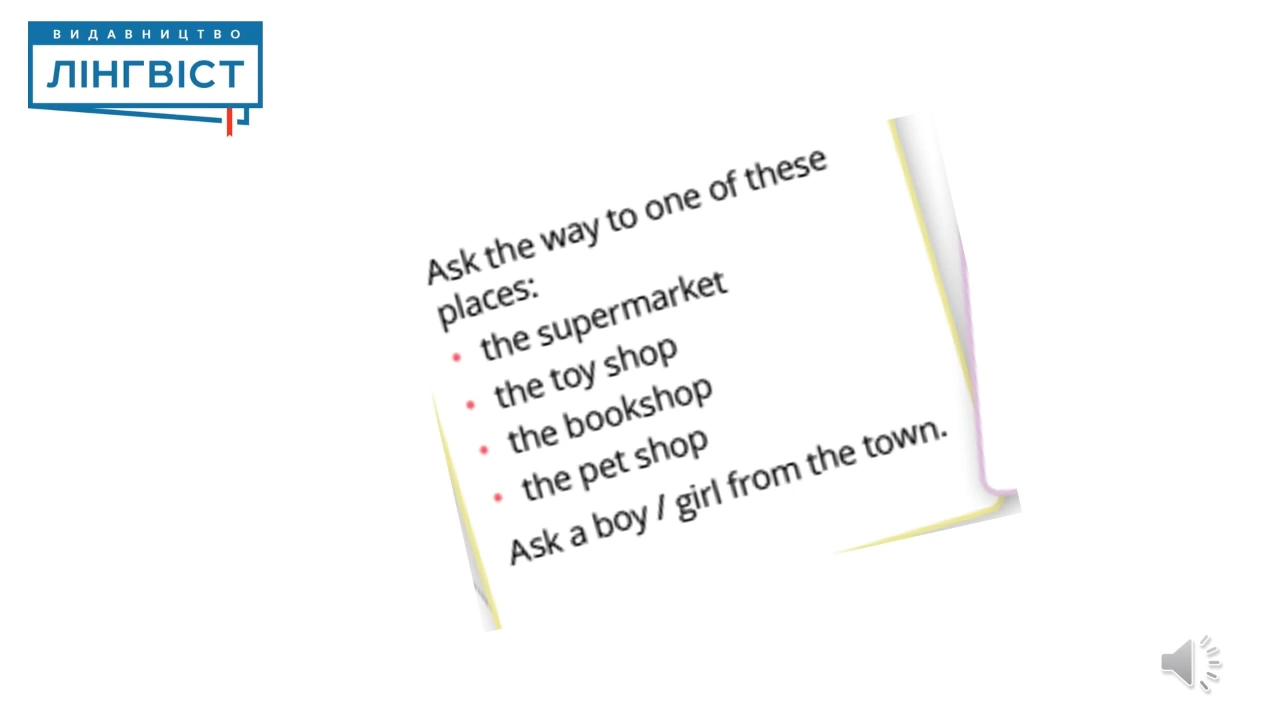 ВИДАВНИЦТВО
ЛІНГВІСТ
Ask the way to one of these
places:
• the supermarket
• the toy shop
• the bookshop
• the pet shop
Ask a boy / girl from the town.